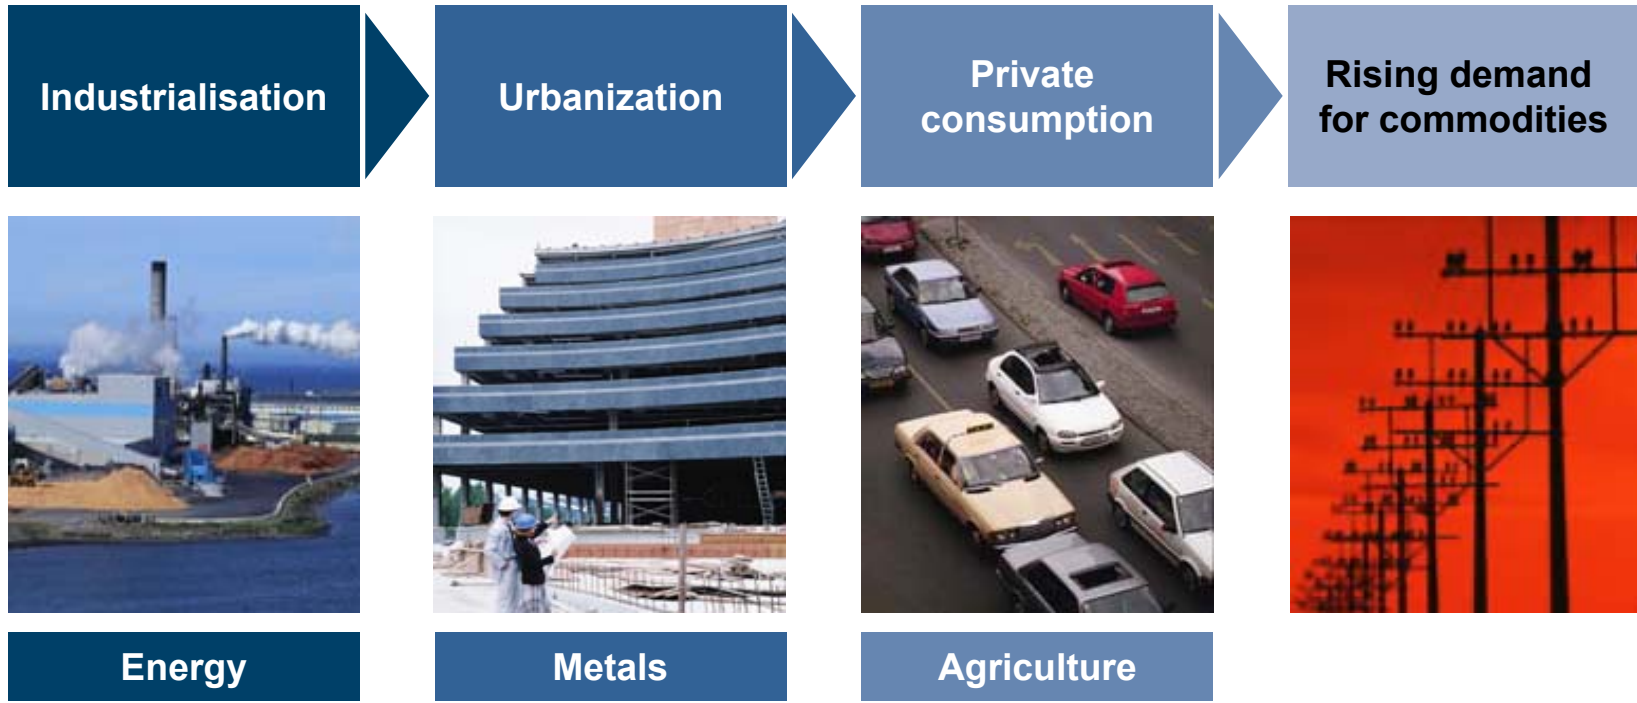 Industrialisation
Urbanization
Private
consumption
Rising demand
for commodities
Energy
Metals
Agriculture